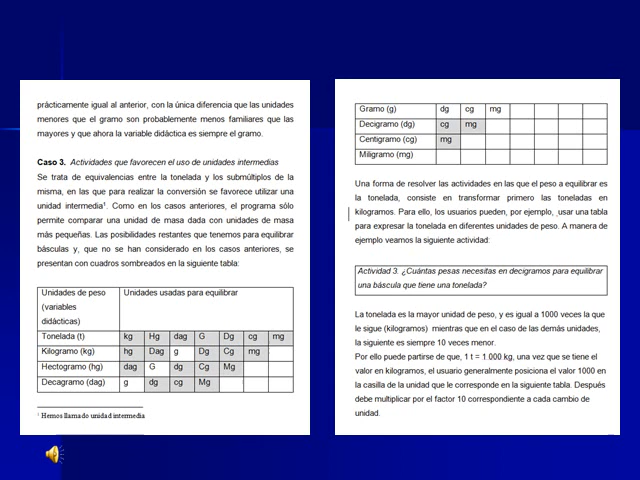 prácticamente igual al anterior, con la única diferencia que las unidades
menores que el gramo son probablemente menos familiares que las
mayores y que ahora la variable didáctica es siempre el gramo.
Caso 3. Actividades que favorecen el uso de unidades intermedias
Se trata de equivalencias entre la tonelada y los submúltiplos de la
misma, en las que para realizar la conversión se favorece utilizar una
unidad intermedia¹. Como en los casos anteriores, el programa sólo
permite comparar una unidad de masa dada con unidades de masa
más pequeñas. Las posibilidades restantes que tenemos para equilibrar
básculas y, que no se han considerado en los casos anteriores, se
presentan con cuadros sombreados en la siguiente tabla:
Unidades de peso (variables didácticas) Unidades usadas para equilibrar
Tonelada (t) kg Hg dag G Dg cg mg
Kilogramo (kg) hg Dag g Dg Cg mg
Hectogramo (hg) dag G dg Cg Mg
Decagramo (dag) g dg cg Mg
¹ Hemos llamado unidad intermedia
Gramo (g) dg cg mg
Decigramo (dg) cg mg
Centigramo (cg) mg
Miligramo (mg)
Una forma de resolver las actividades en las que el peso a equilibrar es
la tonelada, consiste en transformar primero las toneladas en
kilogramos. Para ello, los usuarios pueden, por ejemplo, usar una tabla
para expresar la tonelada en diferentes unidades de peso. A manera de
ejemplo veamos la siguiente actividad:
Actividad 3. ¿Cuántas pesas necesitas en decigramos para equilibrar
una báscula que tiene una tonelada?
La tonelada es la mayor unidad de peso, y es igual a 1000 veces la que
le sigue (kilogramos) mientras que en el caso de las demás unidades,
la siguiente es siempre 10 veces menor.
Por ello puede partirse de que, 1 t = 1.000 kg, una vez que se tiene el
valor en kilogramos, el usuario generalmente posiciona el valor 1000 en
la casilla de la unidad que le corresponde en la siguiente tabla. Después
debe multiplicar por el factor 10 correspondiente a cada cambio de
unidad.